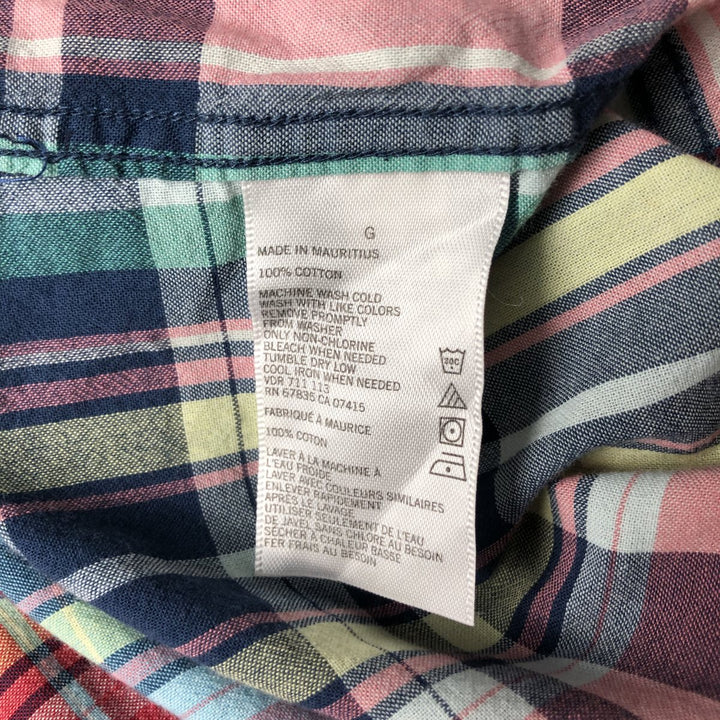 G
MADE IN MAURITIUS
100% COTTON
MACHINE WASH COLD
WASH WITH LIKE COLORS
REMOVE PROMPTLY
FROM WASHER
ONLY NON-CHLORINE
BLEACH WHEN NEEDED
TUMBLE DRY LOW
COOL IRON WHEN NEEDED
VDR 711 113
RN 67835 CA 07415
FABRIQUÉ À MAURICE
100% COTON
LAVER À LA MACHINE À
L'EAU FROIDE
LAVER AVEC COULEURS SIMILAIRES
ENLEVER RAPIDEMENT
APRÈS LE LAVAGE
UTILISER SEULEMENT DE L'EAU
DE JAVEL SANS CHLORE AU BESOIN
SÉCHER À CHALEUR BASSE
FER FRAIS AU BESOIN
30C